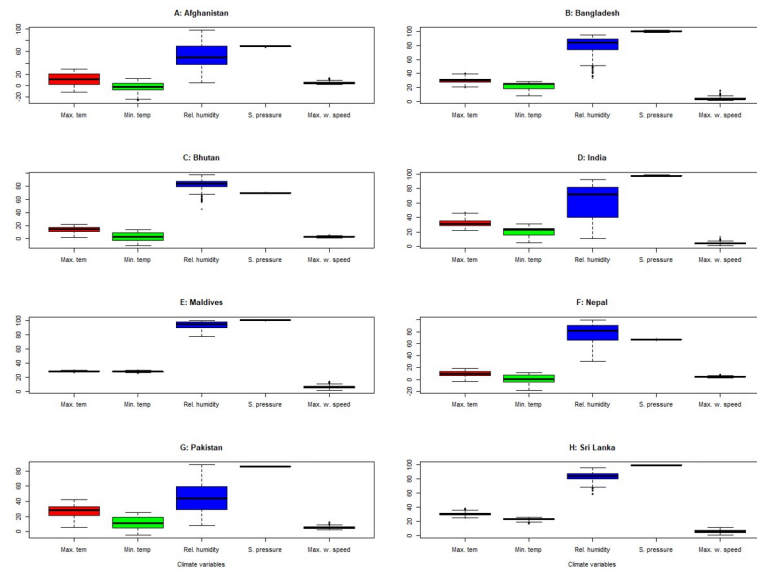 A: Afghanistan
100
60
20
-20
Max. tem
Min. temp
Rel. humidity
S. pressure
Max. w. speed
B: Bangladesh
100
80
60
40
20
0
Max. tem
Min. temp
Rel. humidity
S. pressure
Max. w. speed
C: Bhutan
80
60
40
20
0
Max. tem
Min. temp
Rel. humidity
S. pressure
Max. w. speed
D: India
100
80
60
40
20
0
Max. tem
Min. temp
Rel. humidity
S. pressure
Max. w. speed
E: Maldives
100
80
60
40
20
0
Max. tem
Min. temp
Rel. humidity
S. pressure
Max. w. speed
F: Nepal
100
60
20
-20
Max. tem
Min. temp
Rel. humidity
S. pressure
Max. w. speed
G: Pakistan
80
60
40
20
0
Max. tem
Min. temp
Rel. humidity
S. pressure
Max. w. speed
Climate variables
H: Sri Lanka
100
80
60
40
20
0
Max. tem
Min. temp
Rel. humidity
S. pressure
Max. w. speed
Climate variables